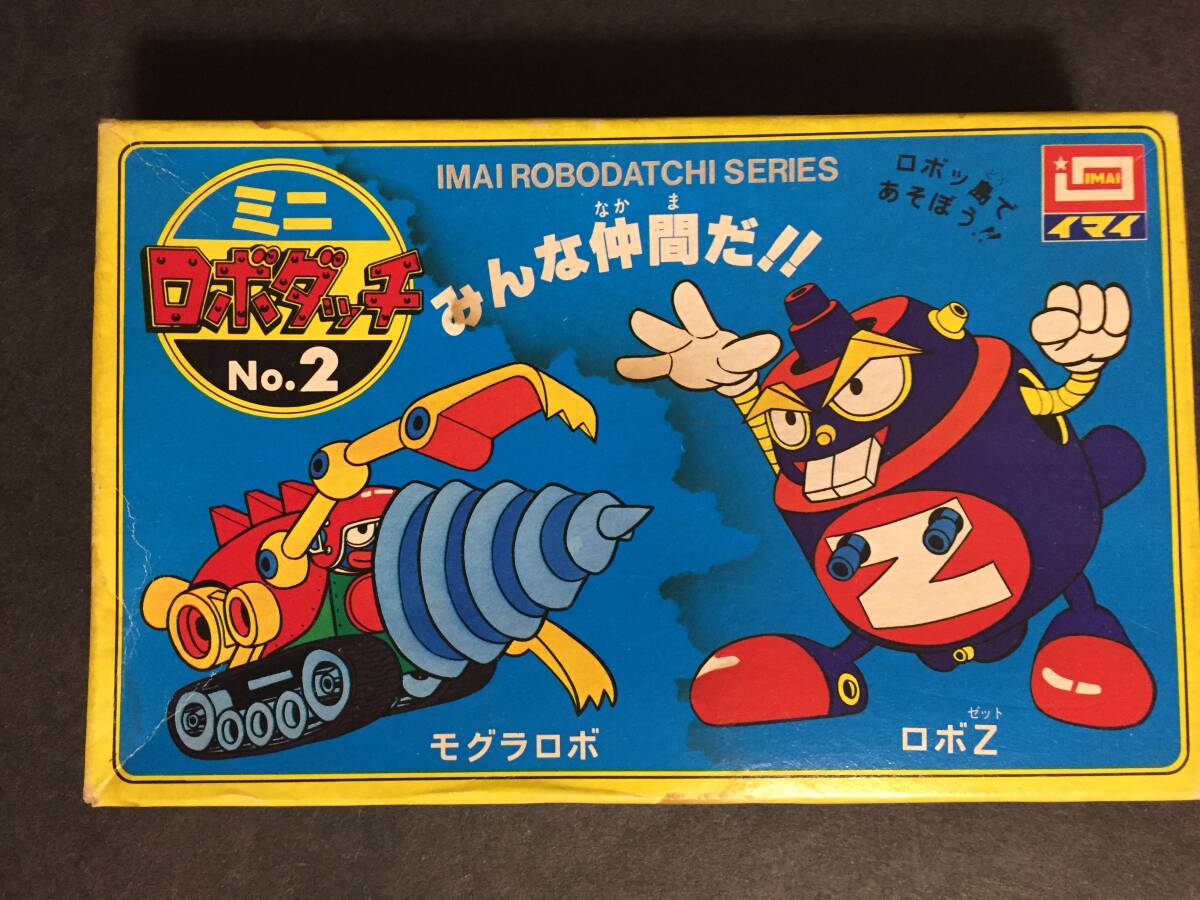 ミニ
ロボダッチ
No.2
IMAI ROBODATCHI SERIES
なかま
みんな仲間だ!!
とう
ロボッ島で
あそぼう!!
IMAI
イマイ
Z
モグラロボ
ゼット
ロボZ